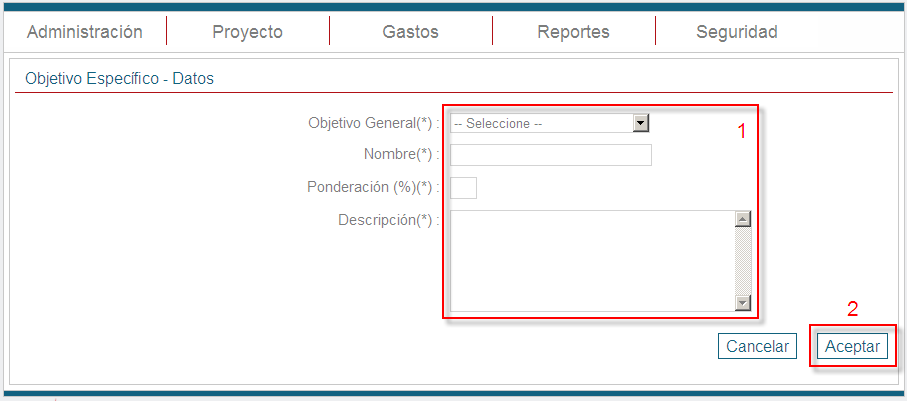 Administración Proyecto Gastos Reportes Seguridad
Objetivo Específico - Datos
Objetivo General(*) : -- Seleccione -- 1
Nombre(*) :
Ponderación (%)(*) :
Descripción(*) :
2
Cancelar Aceptar